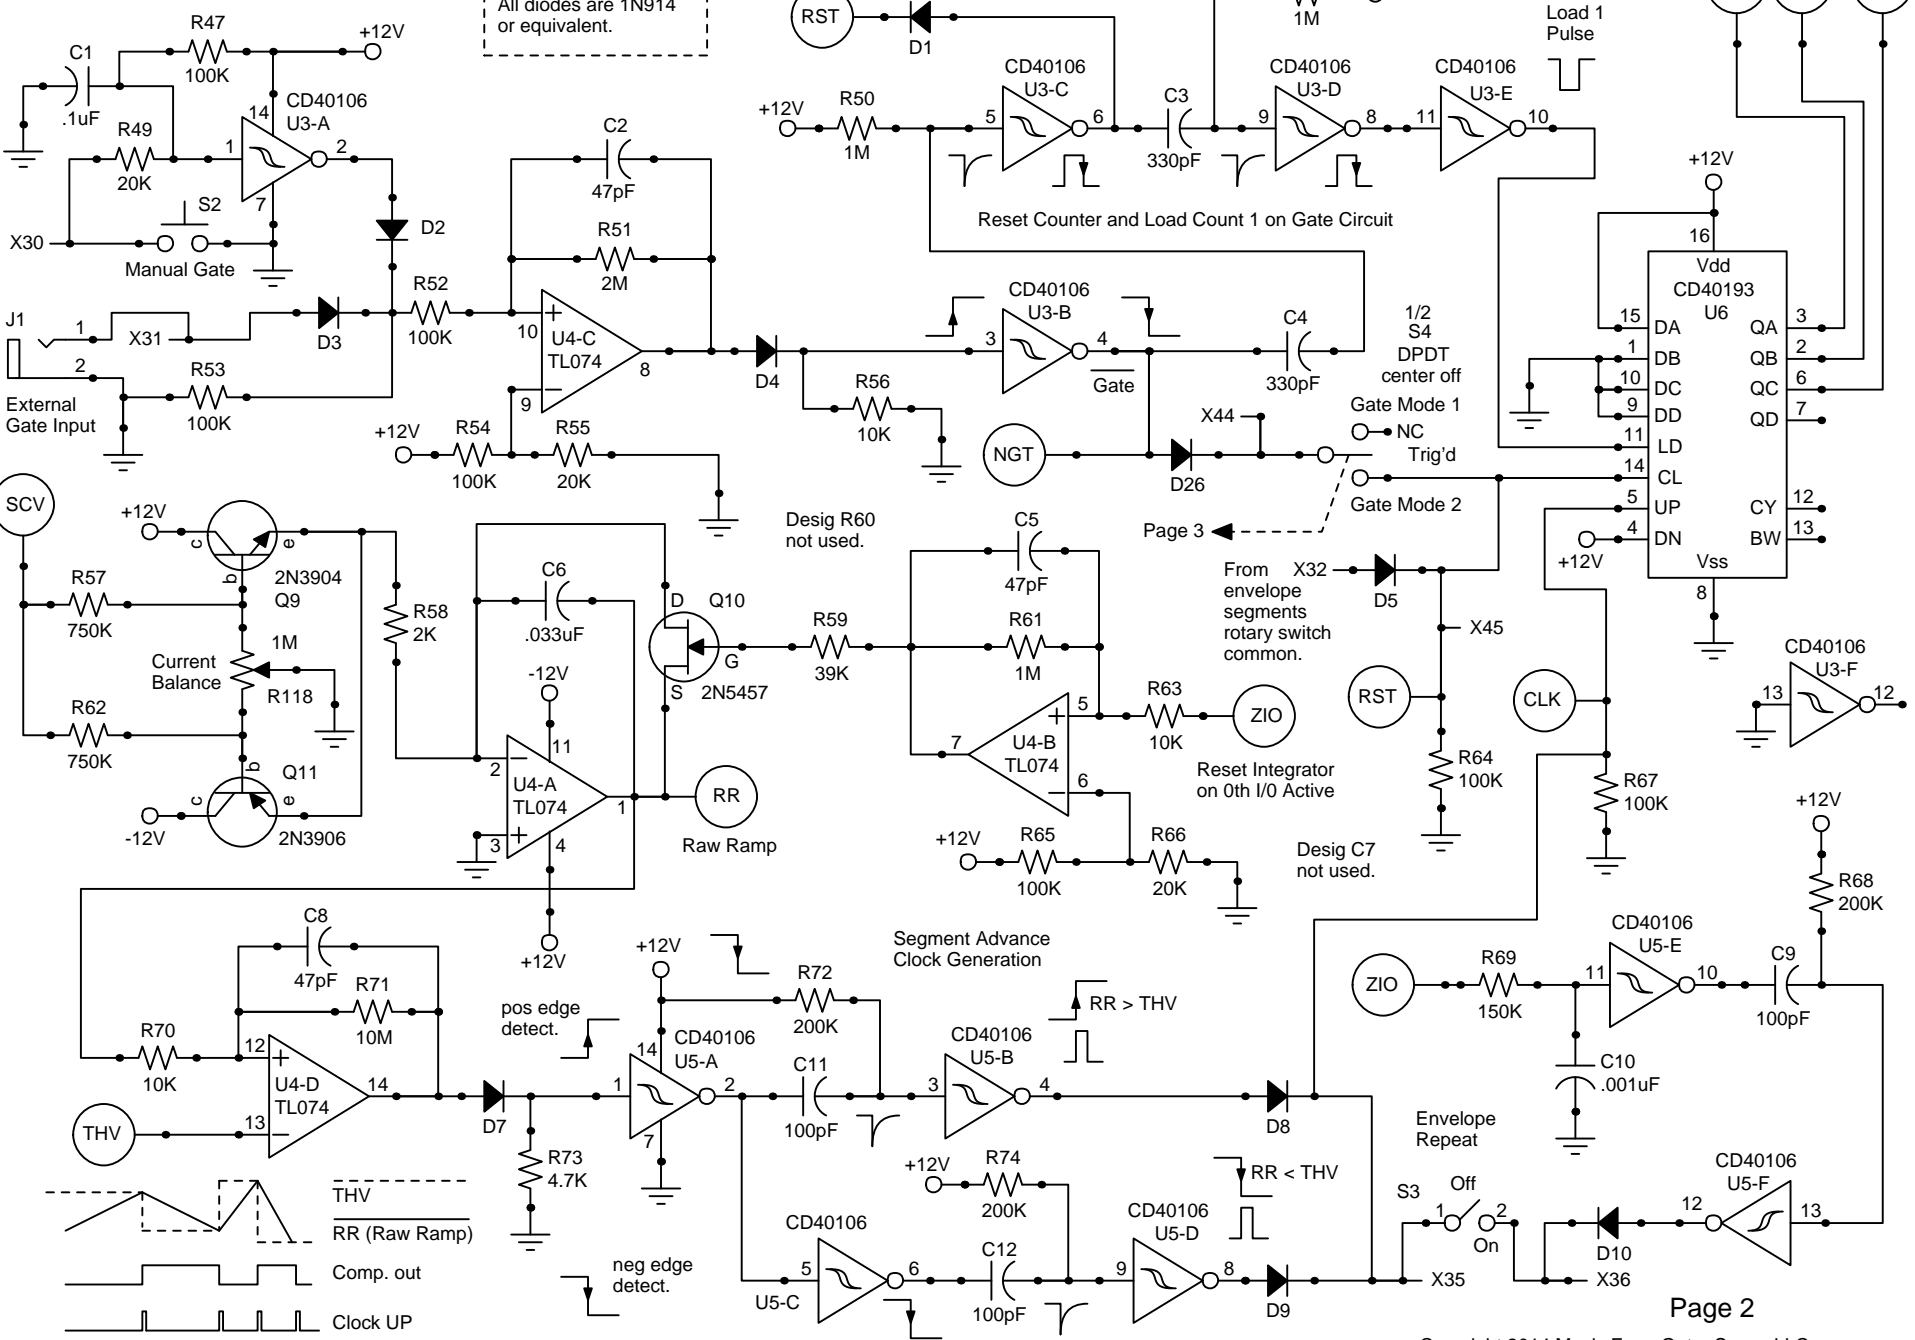 All diodes are 1N914
or equivalent.
RST
D1
1M
Load 1
Pulse
R47
100K
+12V
C1
.1uF
R49
20K
14
CD40106
U3-A
1
2
7
S2
X30
Manual Gate
D2
C2
47pF
R51
2M
+12V
R50
1M
CD40106
U3-C
5
6
C3
330pF
CD40106
U3-D
9
8
CD40106
U3-E
11
10
Reset Counter and Load Count 1 on Gate Circuit
J1
1
2
X31
D3
R52
100K
R53
100K
External
Gate Input
10
9
U4-C
TL074
8
+12V
R54
100K
R55
20K
D4
R56
10K
CD40106
U3-B
3
4
Gate
C4
330pF
NGT
D26
X44
1/2
S4
DPDT
center off
Gate Mode 1
NC
Trig'd
Gate Mode 2
Page 3
+12V
16
Vdd
CD40193
U6
15 DA
1 DB
10 DC
9 DD
11 LD
14 CL
5 UP
4 DN
+12V
QA 3
QB 2
QC 6
QD 7
CY 12
BW 13
Vss
8
SCV
+12V
c
e
b
2N3904
Q9
R57
750K
1M
Current
Balance
R118
R62
750K
b
Q11
c
e
-12V
2N3906
R58
2K
C6
.033uF
-12V
11
2
U4-A
TL074
3
4
1
+12V
D
Q10
G
S
2N5457
RR
Raw Ramp
Desig R60
not used.
R59
39K
C5
47pF
R61
1M
5
6
7
U4-B
TL074
R63
10K
ZIO
Reset Integrator
on 0th I/0 Active
+12V
R65
100K
R66
20K
From
envelope
segments
rotary switch
common.
X32
D5
X45
RST
R64
100K
CLK
R67
100K
CD40106
U3-F
13
12
Desig C7
not used.
+12V
R68
200K
C8
47pF
R71
10M
R70
10K
12
13
U4-D
TL074
14
THV
D7
R73
4.7K
pos edge
detect.
+12V
14
CD40106
U5-A
1
2
7
R72
200K
C11
100pF
Segment Advance
Clock Generation
CD40106
U5-B
3
4
RR > THV
D8
ZIO
R69
150K
C10
.001uF
CD40106
U5-E
11
10
C9
100pF
THV
RR (Raw Ramp)
Comp. out
Clock UP
neg edge
detect.
CD40106
U5-C
5
6
+12V
R74
200K
C12
100pF
CD40106
U5-D
9
8
RR < THV
D9
Envelope
Repeat
S3
Off
1
2
On
X35
X36
D10
CD40106
U5-F
12
13
Page 2